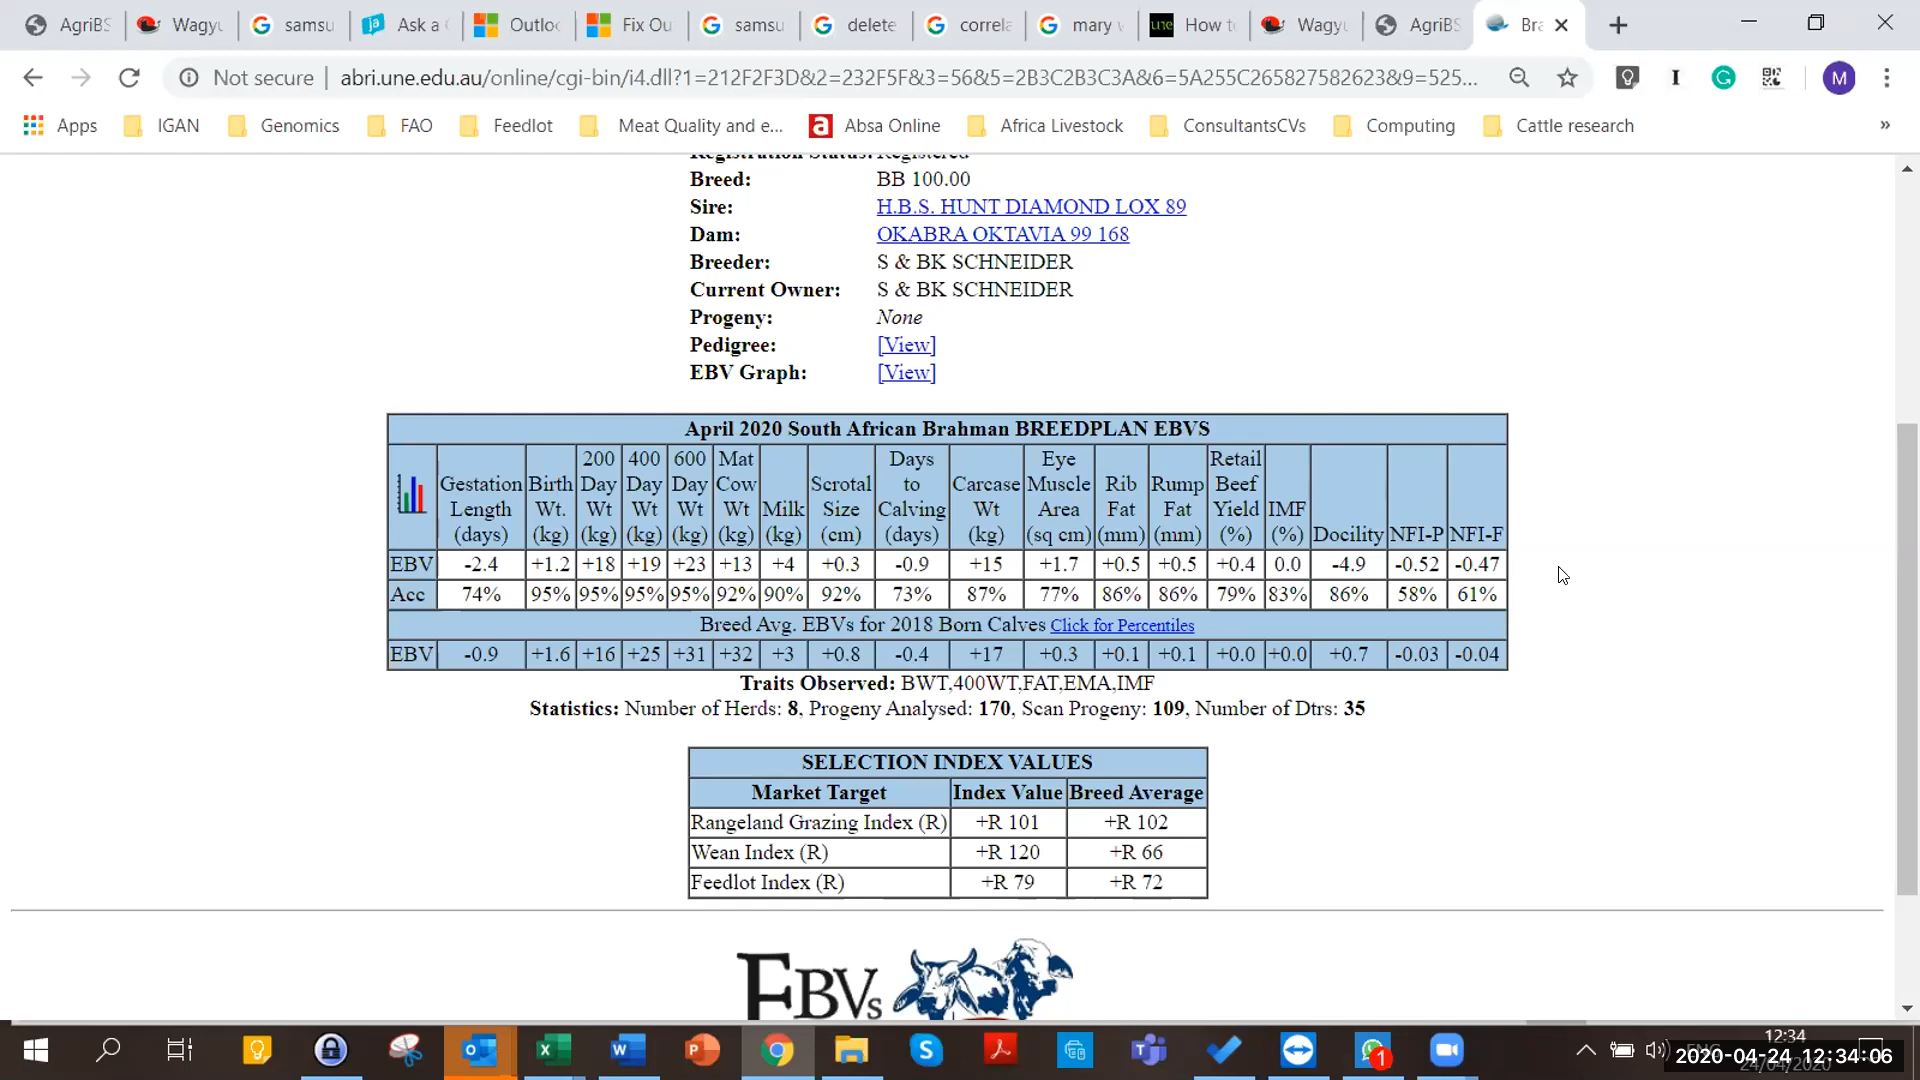 AgriBS Wagyu samsu Ask a Outloo Fix Ou samsu delete correla mary How to Wagyu AgriBS Bra
Not secure abri.une.edu.au/online/cgi-bin/i4.dll?1=212F2F3D&2=232F5F&3=56&5=2B3C2B3C3A&6=5A255C265827582623&9=525... M
Apps IGAN Genomics FAO Feedlot Meat Quality and e... Absa Online Africa Livestock ConsultantsCVs Computing Cattle research »
Registration Status: Registered
Breed: BB 100.00
Sire: H.B.S. HUNT DIAMOND LOX 89
Dam: OKABRA OKTAVIA 99 168
Breeder: S & BK SCHNEIDER
Current Owner: S & BK SCHNEIDER
Progeny: None
Pedigree: [View]
EBV Graph: [View]
April 2020 South African Brahman BREEDPLAN EBVS
Gestation Length (days) Birth Wt. (kg) 200 Day Wt (kg) 400 Day Wt (kg) 600 Day Wt (kg) Mat Cow Wt (kg) Milk (kg) Scrotal Size (cm) Days to Calving (days) Carcase Wt (kg) Eye Muscle Area (sq cm) Rib Fat (mm) Rump Fat (mm) Retail Beef Yield (%) IMF (%) Docility NFI-P NFI-F
EBV -2.4 +1.2 +18 +19 +23 +13 +4 +0.3 -0.9 +15 +1.7 +0.5 +0.5 +0.4 0.0 -4.9 -0.52 -0.47
Acc 74% 95% 95% 95% 95% 92% 90% 92% 73% 87% 77% 86% 86% 79% 83% 86% 58% 61%
Breed Avg. EBVs for 2018 Born Calves Click for Percentiles
EBV -0.9 +1.6 +16 +25 +31 +32 +3 +0.8 -0.4 +17 +0.3 +0.1 +0.1 +0.0 +0.0 +0.7 -0.03 -0.04
Traits Observed: BWT,400WT,FAT,EMA,IMF
Statistics: Number of Herds: 8, Progeny Analysed: 170, Scan Progeny: 109, Number of Dtrs: 35
SELECTION INDEX VALUES
Market Target Index Value Breed Average
Rangeland Grazing Index (R) +R 101 +R 102
Wean Index (R) +R 120 +R 66
Feedlot Index (R) +R 79 +R 72
EBVs
12:34
2020-04-24 12:34:06
24/04/2020